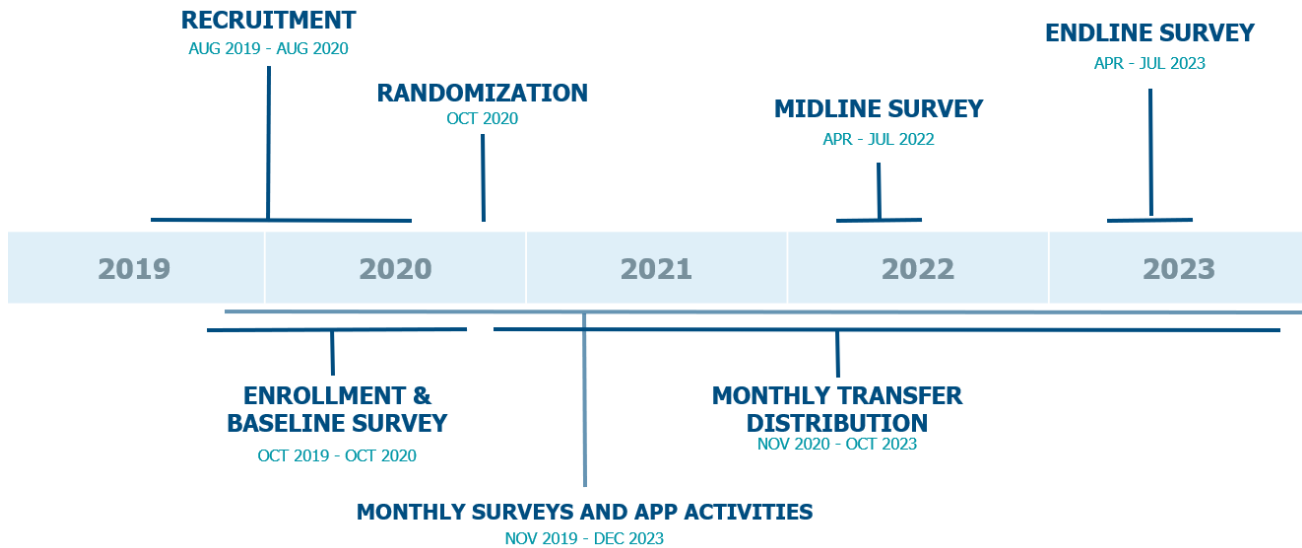 RECRUITMENT
AUG 2019 - AUG 2020
RANDOMIZATION
OCT 2020
MIDLINE SURVEY
APR - JUL 2022
ENDLINE SURVEY
APR - JUL 2023
2019
2020
2021
2022
2023
ENROLLMENT &
BASELINE SURVEY
OCT 2019 - OCT 2020
MONTHLY TRANSFER
DISTRIBUTION
NOV 2020 - OCT 2023
MONTHLY SURVEYS AND APP ACTIVITIES
NOV 2019 - DEC 2023